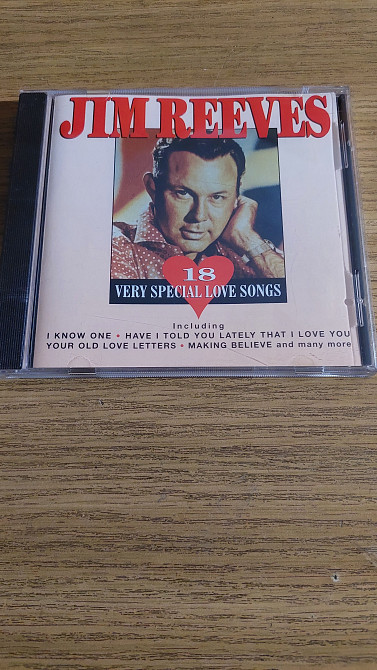 JIM REEVES
18
VERY SPECIAL LOVE SONGS
Including
I KNOW ONE • HAVE I TOLD YOU LATELY THAT I LOVE YOU
YOUR OLD LOVE LETTERS • MAKING BELIEVE and many more